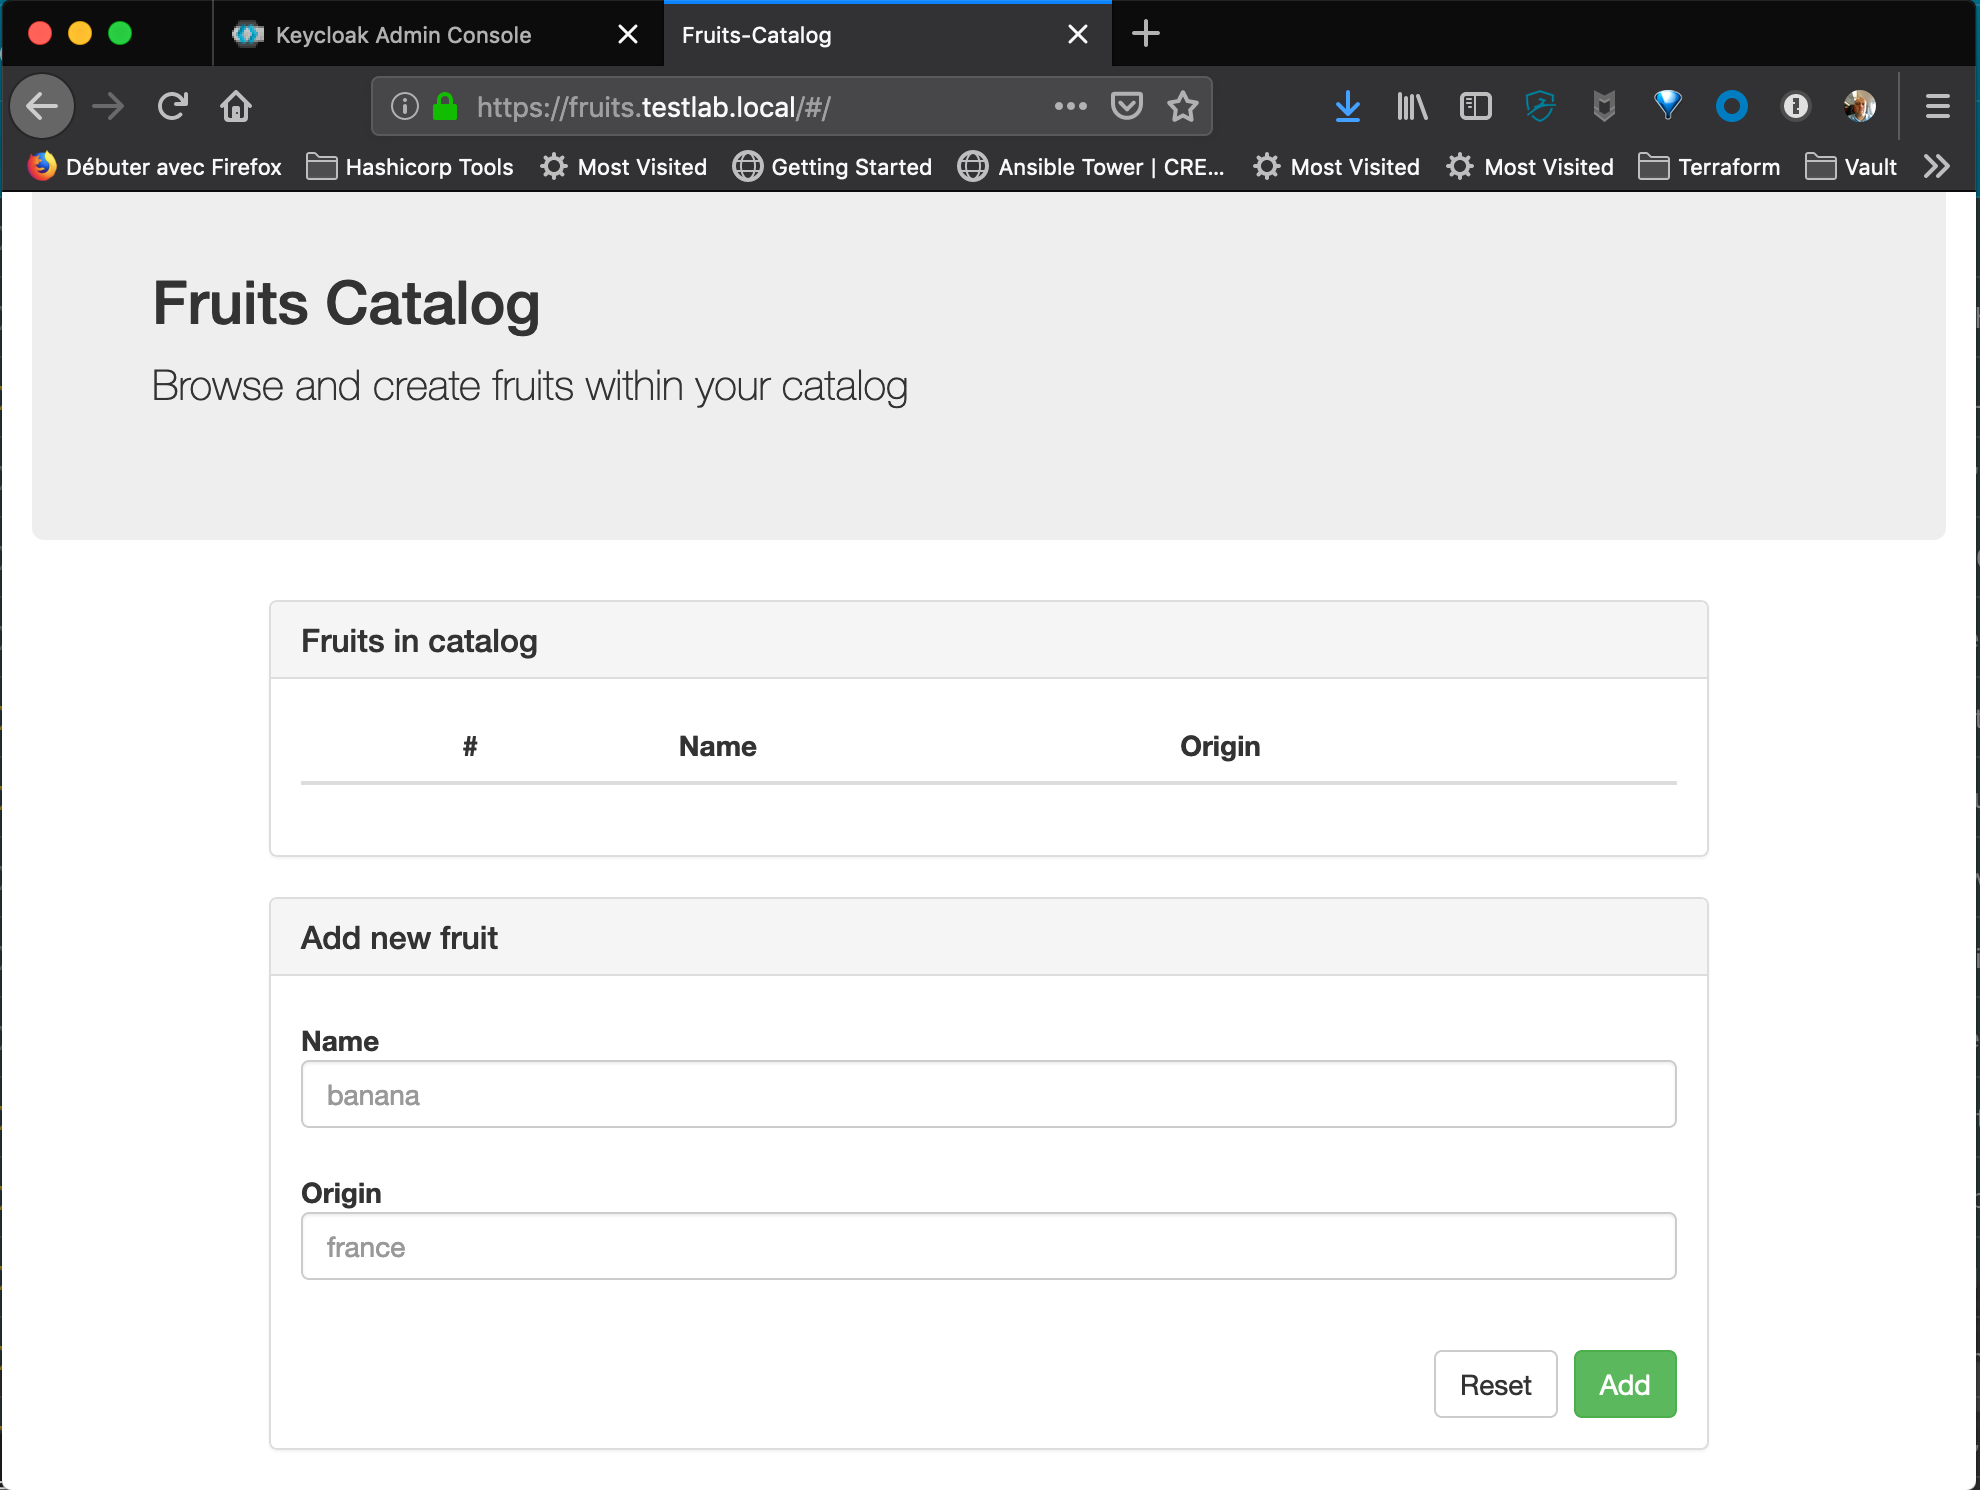 Keycloak Admin Console
Fruits-Catalog
https://fruits.testlab.local/#/
Débuter avec Firefox
Hashicorp Tools
Most Visited
Getting Started
Ansible Tower | CRE...
Most Visited
Most Visited
Terraform
Vault
Fruits Catalog
Browse and create fruits within your catalog
Fruits in catalog
# Name Origin
Add new fruit
Name
banana
Origin
france
Reset Add